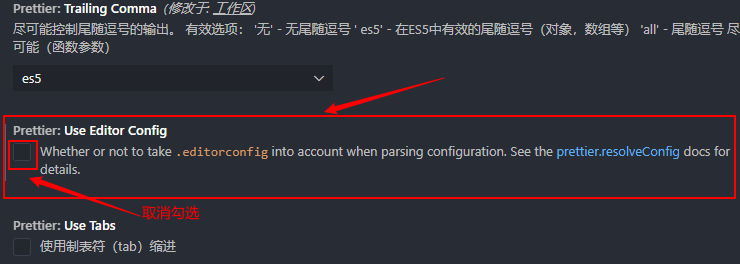 Prettier: Trailing Comma (修改于: 工作区)
尽可能控制尾随逗号的输出。 有效选项： '无' - 无尾随逗号 ' es5' - 在ES5中有效的尾随逗号（对象，数组等） 'all' - 尾随逗号 尽
可能（函数参数）
es5
Prettier: Use Editor Config
Whether or not to take .editorconfig into account when parsing configuration. See the prettier.resolveConfig docs for
details.
取消勾选
Prettier: Use Tabs
使用制表符（tab）缩进